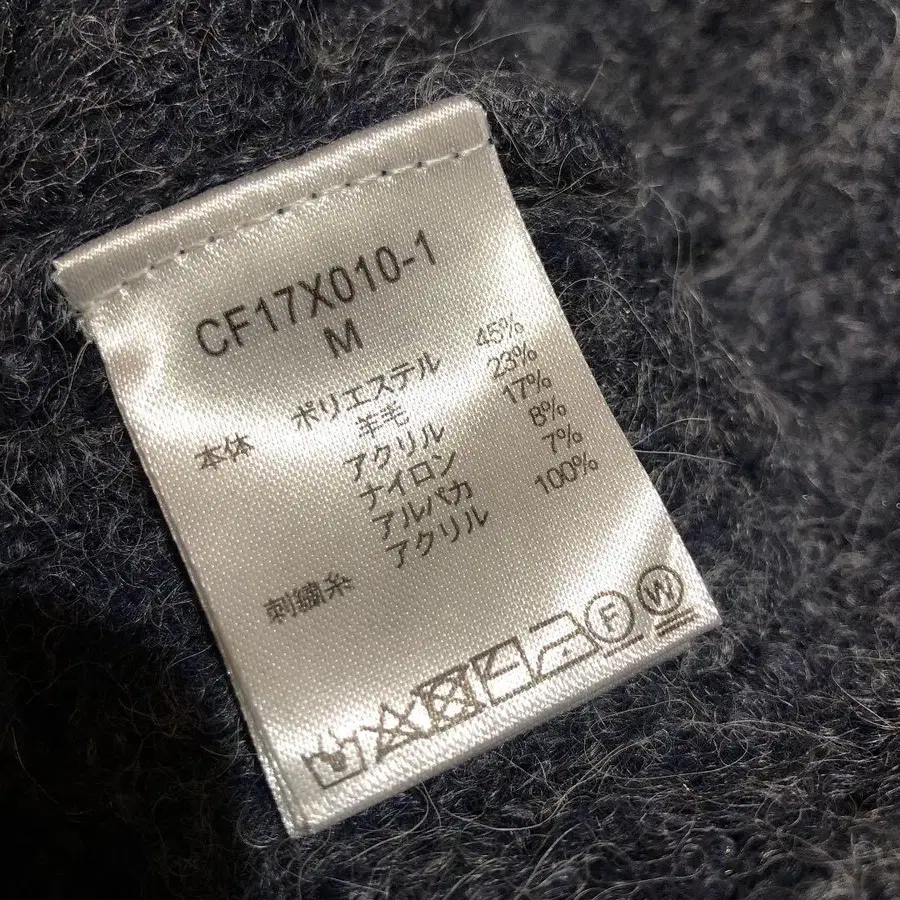 CF17X010-1
M
本体 ポリエステル 45%
羊毛 23%
アクリル 17%
ナイロン 8%
アルパカ 7%
刺繍糸 アクリル 100%
F W